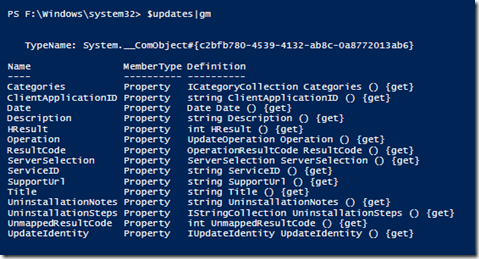 PS F:\Windows\system32> $updates|gm
TypeName: System.__ComObject#{c2bfb780-4539-4132-ab8c-0a8772013ab6}
Name MemberType Definition
---- ---------- ----------
Categories Property ICategoryCollection Categories () {get}
ClientApplicationID Property string ClientApplicationID () {get}
Date Property Date Date () {get}
Description Property string Description () {get}
HResult Property int HResult () {get}
Operation Property UpdateOperation Operation () {get}
ResultCode Property OperationResultCode ResultCode () {get}
ServerSelection Property ServerSelection ServerSelection () {get}
ServiceID Property string ServiceID () {get}
SupportUrl Property string SupportUrl () {get}
Title Property string Title () {get}
UninstallationNotes Property string UninstallationNotes () {get}
UninstallationSteps Property IStringCollection UninstallationSteps () {get}
UnmappedResultCode Property int UnmappedResultCode () {get}
UpdateIdentity Property IUpdateIdentity UpdateIdentity () {get}